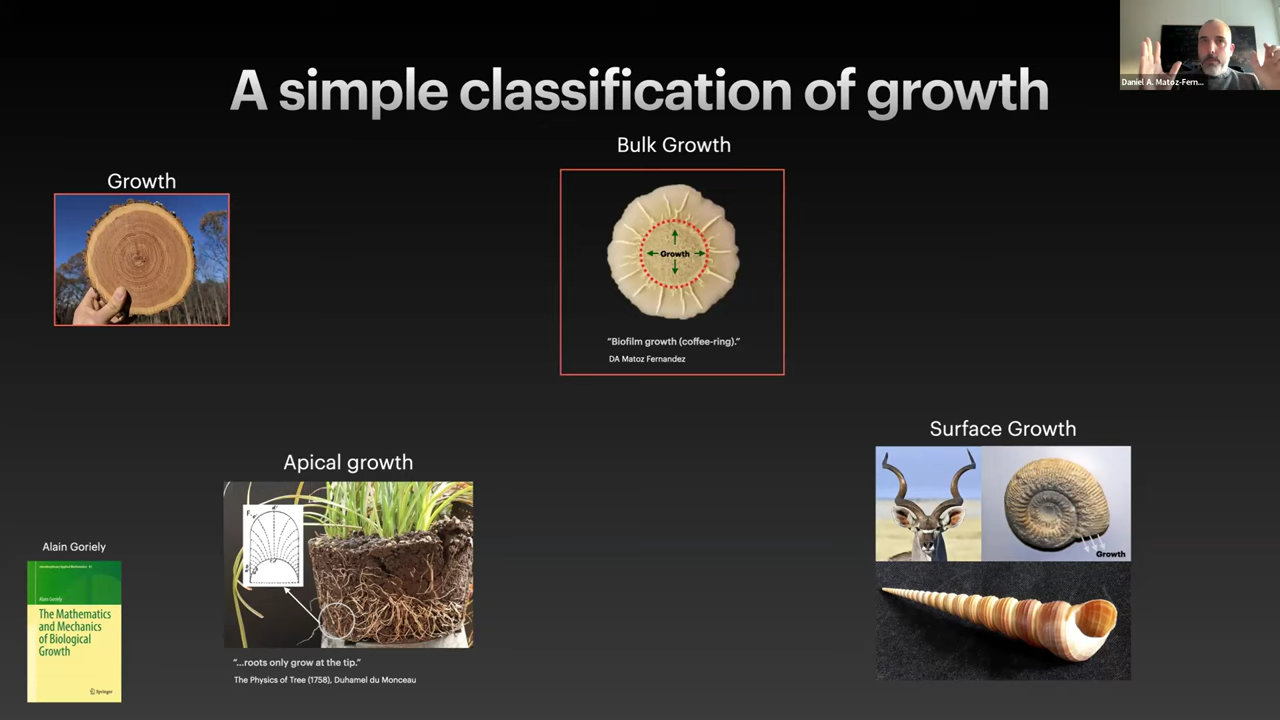 Daniel A. Matoz-Fern...
A simple classification of growth
Bulk Growth
Growth
Growth
"Biofilm growth (coffee-ring)."
DA Matoz Fernandez
Surface Growth
Growth
Apical growth
"...roots only grow at the tip."
The Physics of Tree (1758), Duhamel du Monceau
Alain Goriely
Alain Goriely
The Mathematics
and Mechanics
of Biological
Growth
Springer